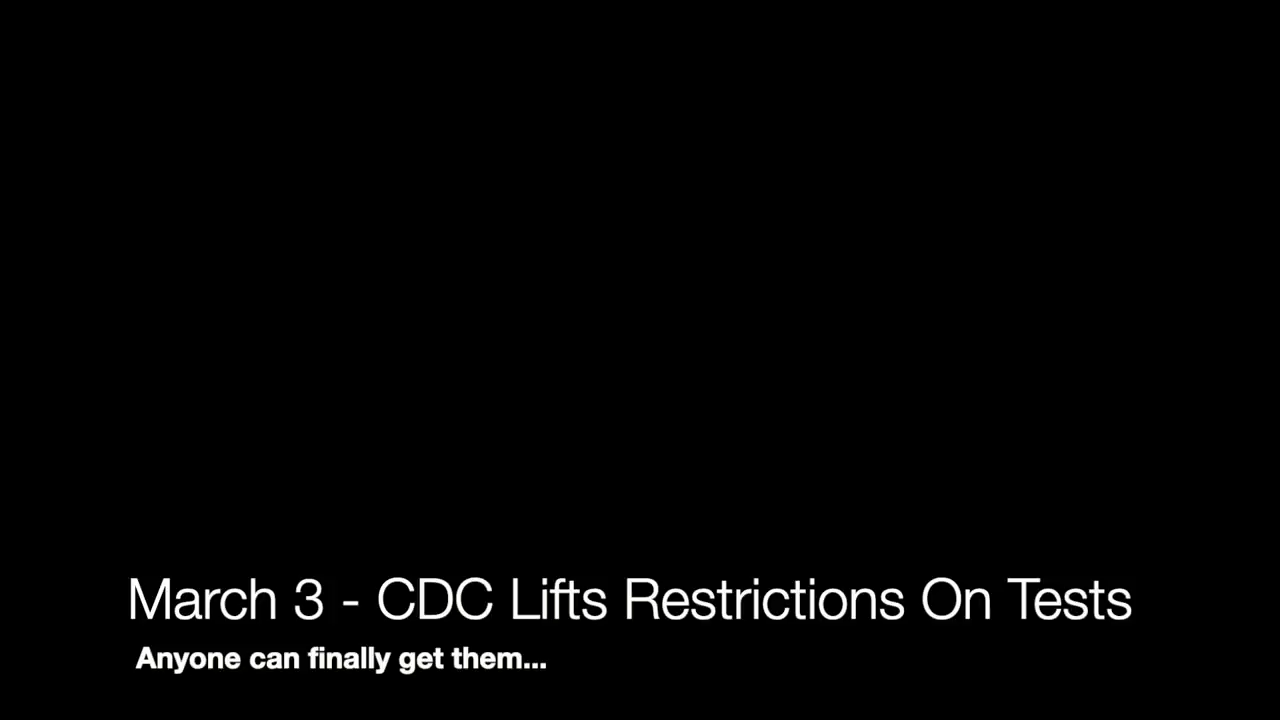 March 3 - CDC Lifts Restrictions On Tests
Anyone can finally get them...